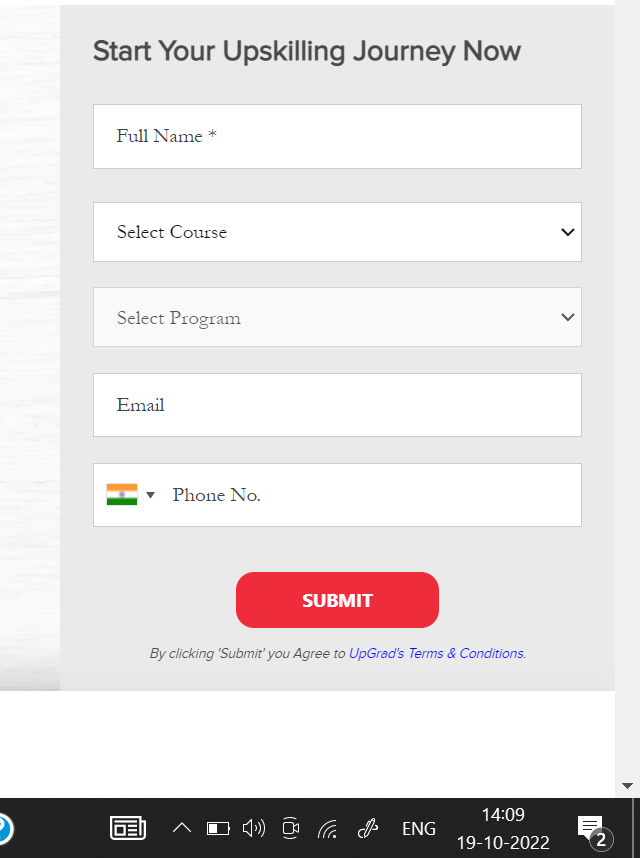 Start Your Upskilling Journey Now
Full Name *
Select Course
Select Program
Email
Phone No.
SUBMIT
By clicking 'Submit' you Agree to UpGrad's Terms & Conditions.
?
ENG
14:09
19-10-2022
2